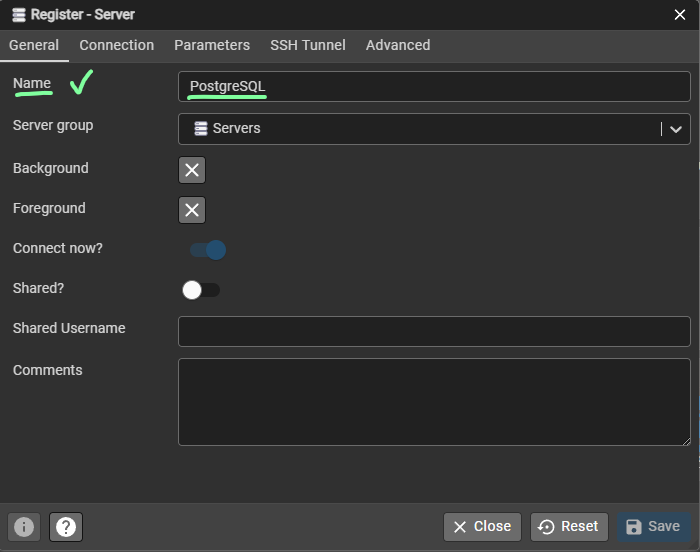 Register - Server
General Connection Parameters SSH Tunnel Advanced
Name PostgreSQL
Server group Servers
Background
Foreground
Connect now?
Shared?
Shared Username
Comments
Close Reset Save